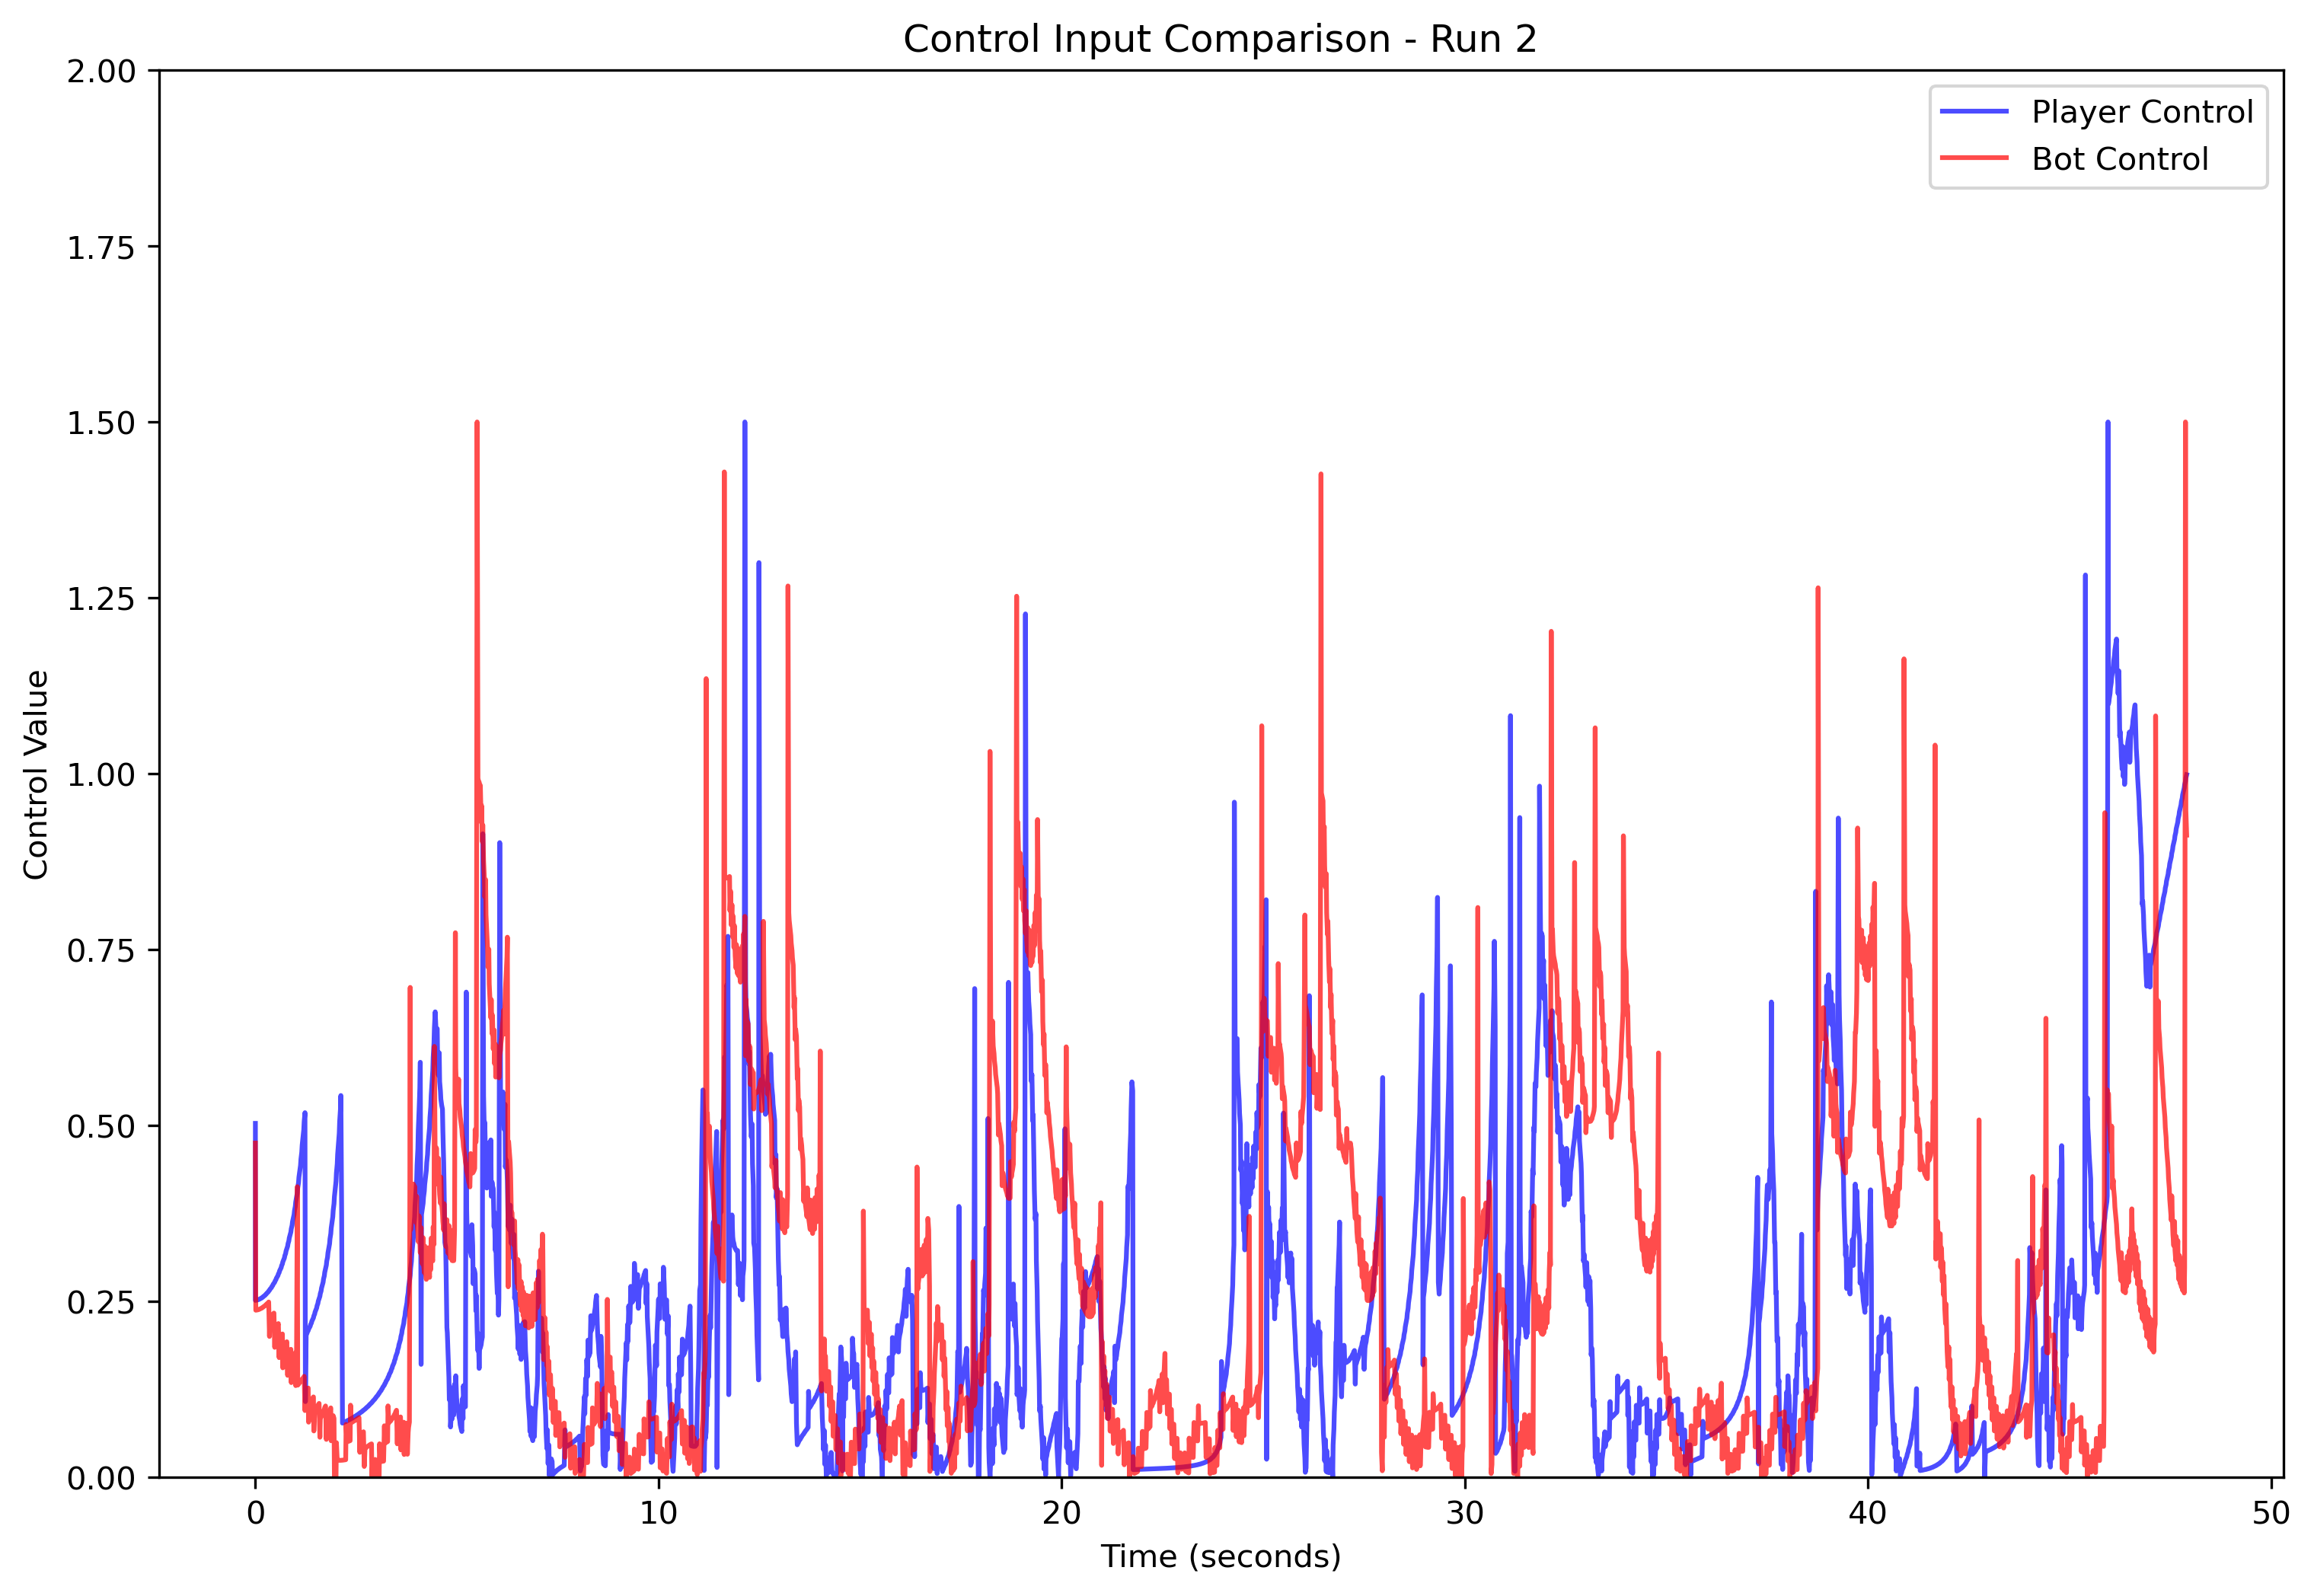 Control Input Comparison - Run 2
Player Control
Bot Control
Control Value
2.00
1.75
1.50
1.25
1.00
0.75
0.50
0.25
0.00
0 10 20 30 40 50
Time (seconds)